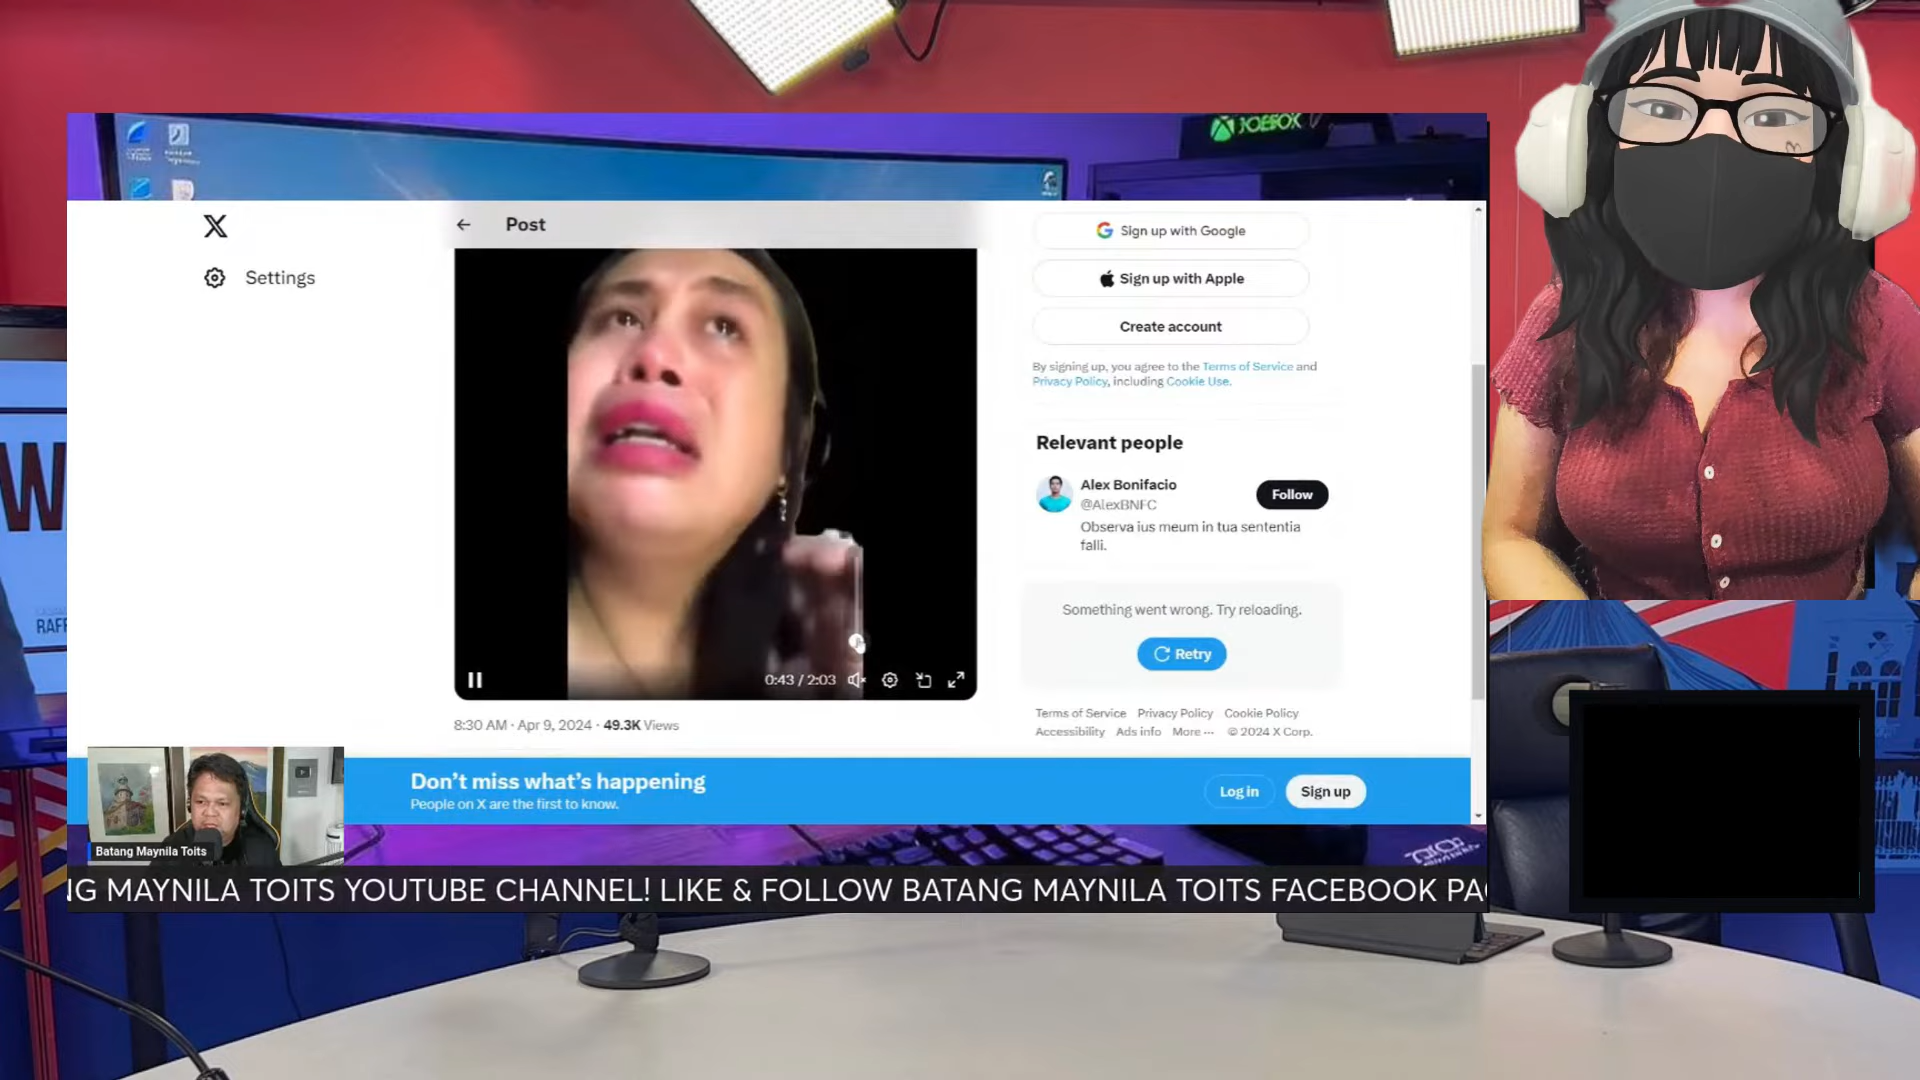 JOEBOX
X
Post
Settings
Sign up with Google
Sign up with Apple
Create account
By signing up, you agree to the Terms of Service and
Privacy Policy, including Cookie Use.
Relevant people
Alex Bonifacio
@AlexBNFC
Follow
Observa ius meum in tua sententia
falli.
Something went wrong. Try reloading.
Retry
0:43 / 2:03
8:30 AM · Apr 9, 2024 · 49.3K Views
Terms of Service Privacy Policy Cookie Policy
Accessibility Ads info More ··· © 2024 X Corp.
Don’t miss what’s happening
People on X are the first to know.
Log in
Sign up
W
RAFF
Batang Maynila Toits
NG MAYNILA TOITS YOUTUBE CHANNEL! LIKE & FOLLOW BATANG MAYNILA TOITS FACEBOOK PA